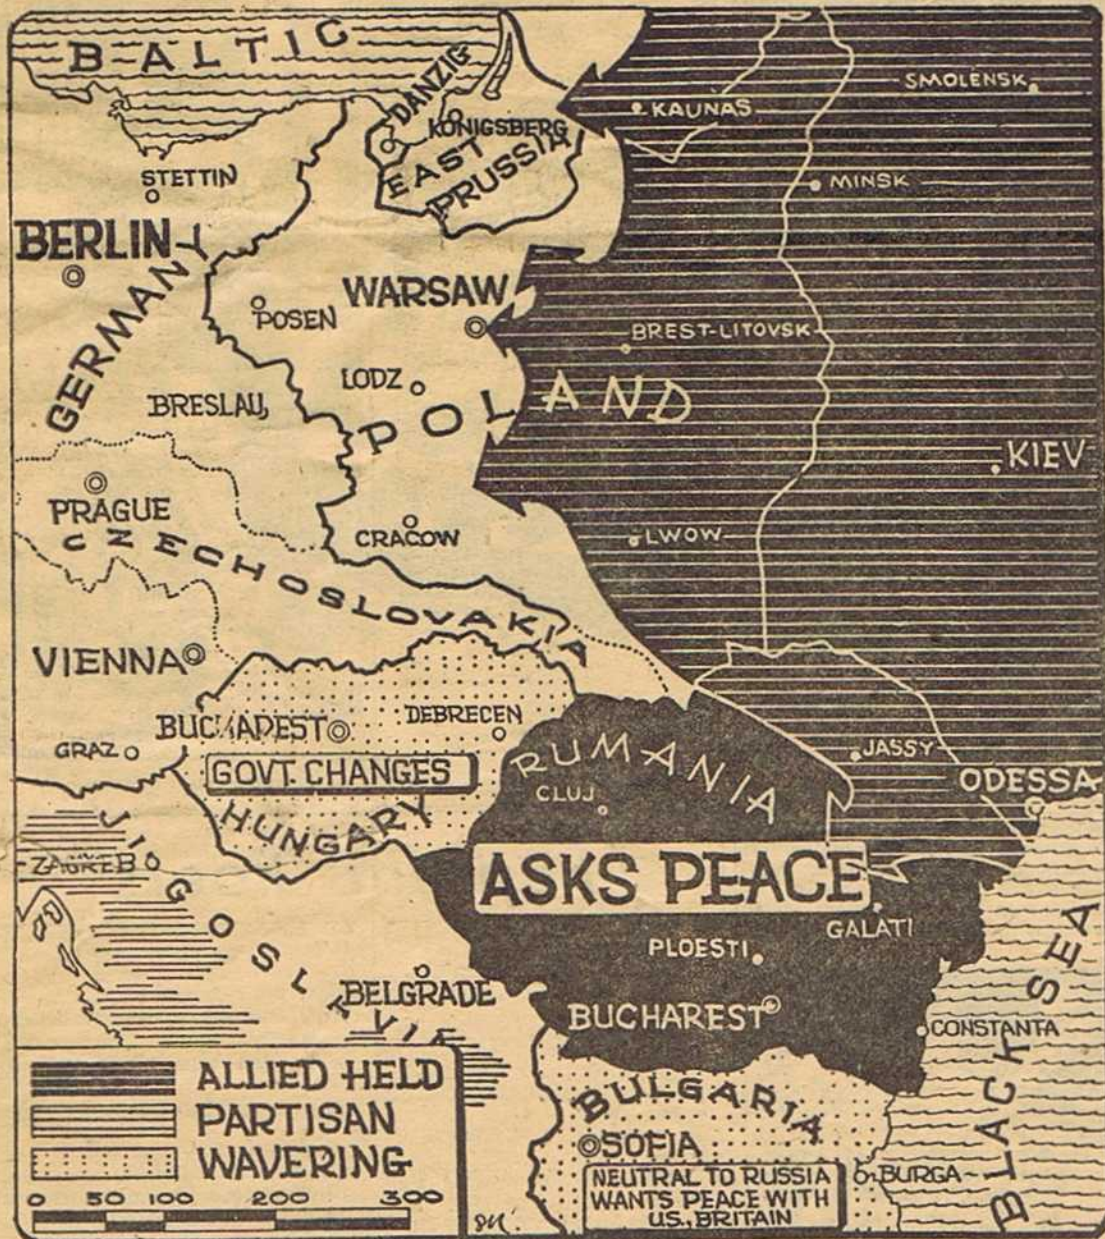 BALTIC
DANZIG
KÖNIGSBERG
EAST
PRUSSIA
KAUNAS
SMOLENSK
MINSK
STETTIN
BERLIN
GERMANY
POSEN
WARSAW
BREST-LITOVSK
LODZ
BRESLAU
POLAND
KIEV
PRAGUE
CRACOW
LWOW
CZECHOSLOVAKIA
VIENNA
BUDAPEST
DEBRECEN
GRAZ
GOVT. CHANGES
HUNGARY
RUMANIA
CLUJ
JASSY
ODESSA
ZAGREB
JUGOSLAVIA
ASKS PEACE
GALATI
PLOESTI
BELGRADE
BUCHAREST
CONSTANTA
BLACK SEA
ALLIED HELD
PARTISAN
WAVERING
0 50 100 200 300
BULGARIA
SOFIA
NEUTRAL TO RUSSIA
WANTS PEACE WITH
U.S., BRITAIN
BURGA